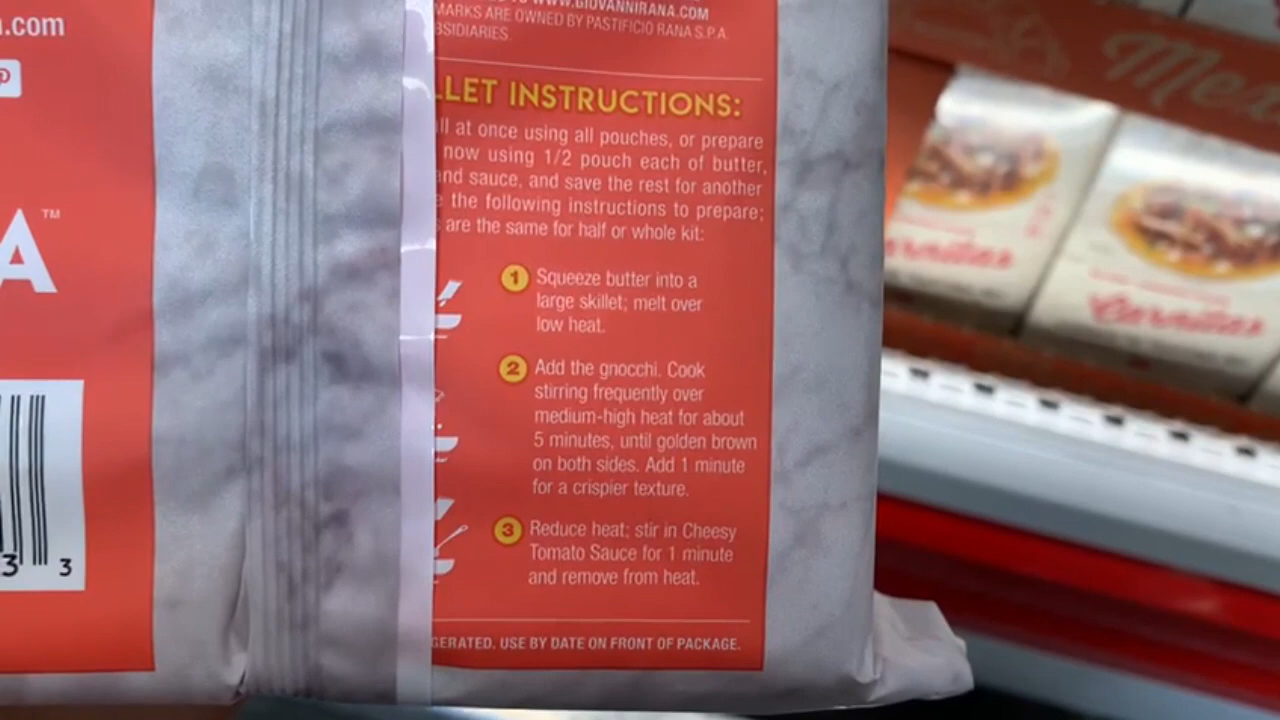 .com
A™
3 3
WWW.GIOVANNIRANA.COM
MARKS ARE OWNED BY PASTIFICIO RANA S.P.A.
BSIDIARIES.
LLET INSTRUCTIONS:
ll at once using all pouches, or prepare
now using 1/2 pouch each of butter,
and sauce, and save the rest for another
e the following instructions to prepare;
s are the same for half or whole kit:
1 Squeeze butter into a
large skillet; melt over
low heat.
2 Add the gnocchi. Cook
stirring frequently over
medium-high heat for about
5 minutes, until golden brown
on both sides. Add 1 minute
for a crispier texture.
3 Reduce heat; stir in Cheesy
Tomato Sauce for 1 minute
and remove from heat.
GERATED. USE BY DATE ON FRONT OF PACKAGE.
Mex
Carnitas